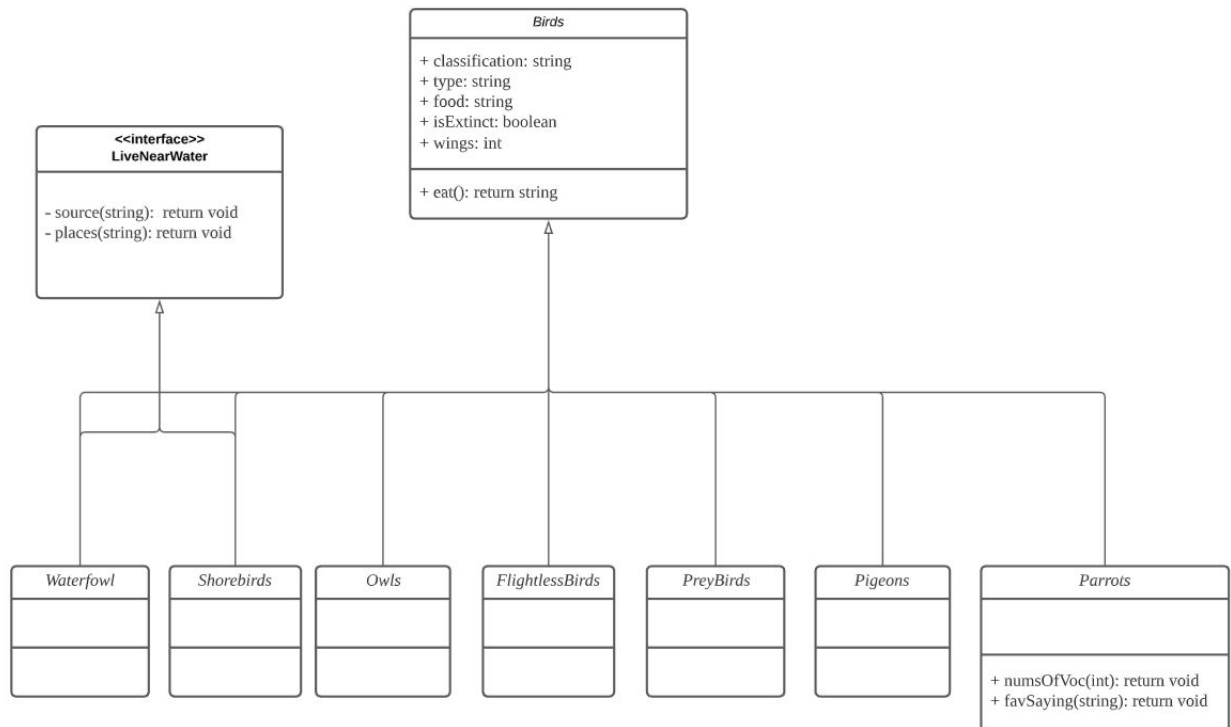 Birds
+ classification: string
+ type: string
+ food: string
+ isExtinct: boolean
+ wings: int
+ eat(): return string
<<interface>>
LiveNearWater
- source(string): return void
- places(string): return void
Waterfowl
Shorebirds
Owls
FlightlessBirds
PreyBirds
Pigeons
Parrots
+ numsOfVoc(int): return void
+ favSaying(string): return void